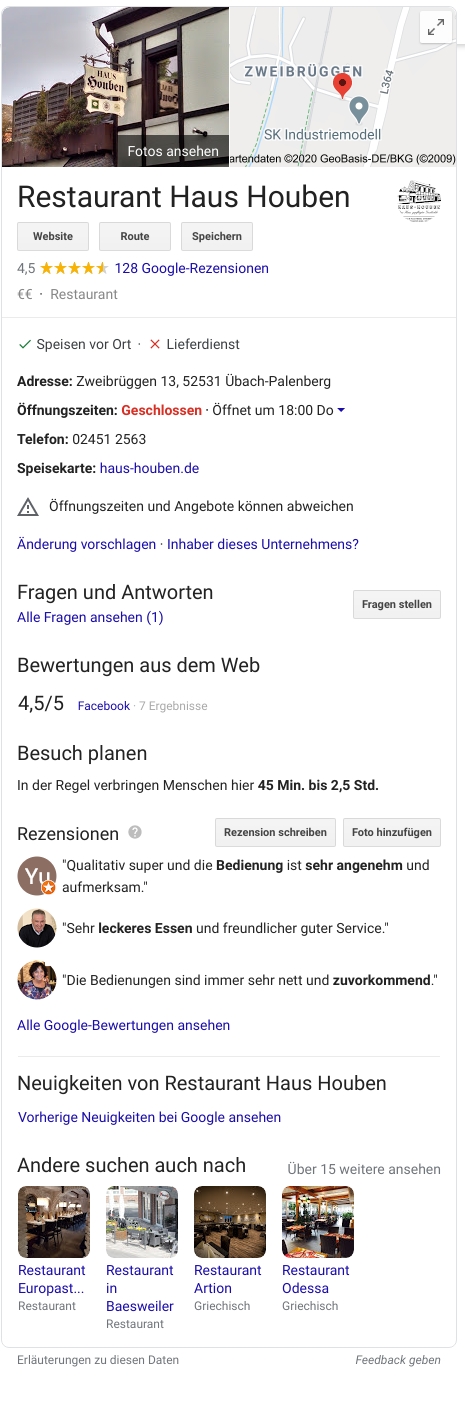 HAUS
Houben
Fotos ansehen
ZWEIBRÜGGEN
L364
SK Industriemodell
artendaten ©2020 GeoBasis-DE/BKG (©2009)
Restaurant Haus Houben
HAUS-HOUBEN
Website
Route
Speichern
4,5 ★★★★★ 128 Google-Rezensionen
€€ · Restaurant
✓ Speisen vor Ort · ✕ Lieferdienst
Adresse: Zweibrüggen 13, 52531 Übach-Palenberg
Öffnungszeiten: Geschlossen · Öffnet um 18:00 Do
Telefon: 02451 2563
Speisekarte: haus-houben.de
Öffnungszeiten und Angebote können abweichen
Änderung vorschlagen · Inhaber dieses Unternehmens?
Fragen und Antworten
Alle Fragen ansehen (1)
Fragen stellen
Bewertungen aus dem Web
4,5/5 Facebook · 7 Ergebnisse
Besuch planen
In der Regel verbringen Menschen hier 45 Min. bis 2,5 Std.
Rezensionen ?
Rezension schreiben
Foto hinzufügen
Yu
"Qualitativ super und die Bedienung ist sehr angenehm und
aufmerksam."
"Sehr leckeres Essen und freundlicher guter Service."
"Die Bedienungen sind immer sehr nett und zuvorkommend."
Alle Google-Bewertungen ansehen
Neuigkeiten von Restaurant Haus Houben
Vorherige Neuigkeiten bei Google ansehen
Andere suchen auch nach
Über 15 weitere ansehen
Restaurant
Europast...
Restaurant
Restaurant
in
Baesweiler
Restaurant
Restaurant
Artion
Griechisch
Restaurant
Odessa
Griechisch
Erläuterungen zu diesen Daten
Feedback geben